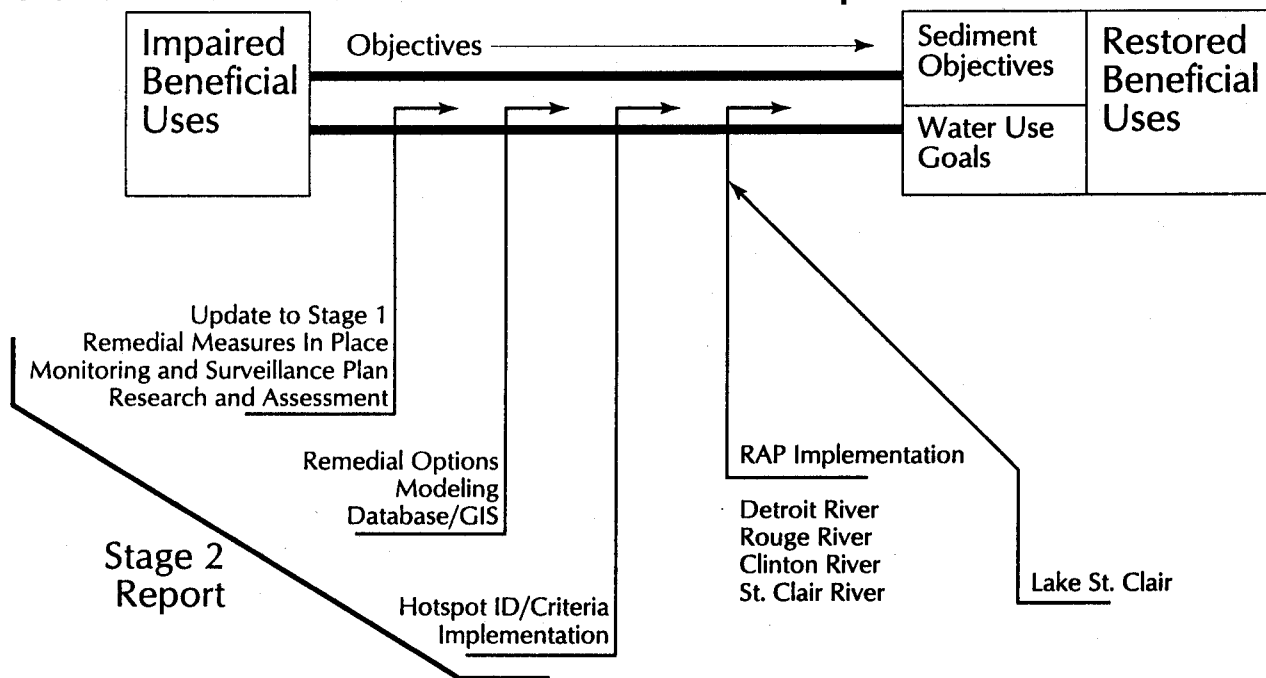 Impaired
Beneficial
Uses
Objectives
Sediment
Objectives
Water Use
Goals
Restored
Beneficial
Uses
Update to Stage 1
Remedial Measures In Place
Monitoring and Surveillance Plan
Research and Assessment
Remedial Options
Modeling
Database/GIS
Hotspot ID/Criteria
Implementation
RAP Implementation
Detroit River
Rouge River
Clinton River
St. Clair River
Lake St. Clair
Stage 2
Report